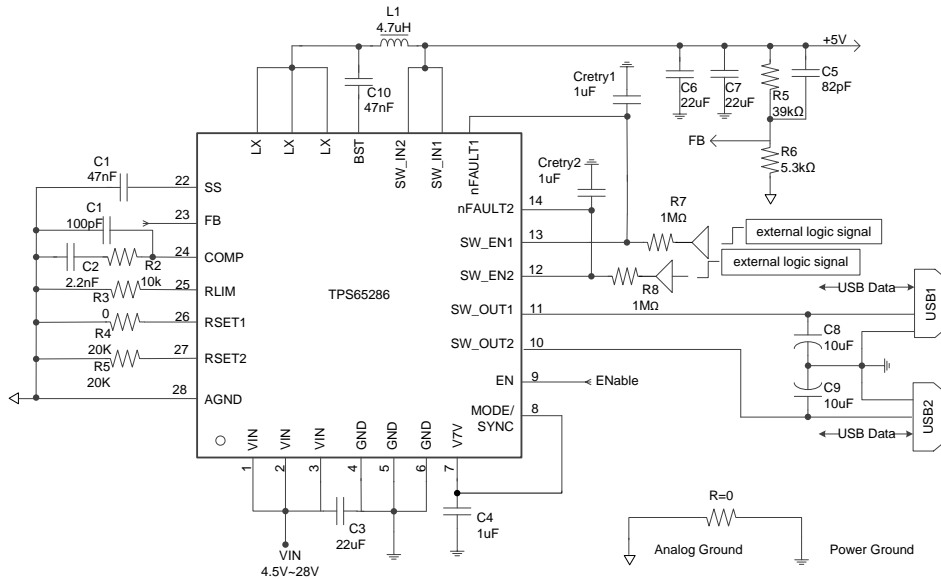 L1
4.7uH
+5V
Cretry1
1uF
C10
47nF
C6
22uF
C7
22uF
R5
39kΩ
C5
82pF
FB
R6
5.3kΩ
LX
LX
LX
BST
SW_IN2
SW_IN1
nFAULT1
C1
47nF
22
SS
Cretry2
1uF
C1
100pF
23
FB
nFAULT2
14
R7
1MΩ
external logic signal
24
COMP
SW_EN1
13
C2
2.2nF
R2
10k
external logic signal
25
RLIM
SW_EN2
12
R8
1MΩ
TPS65286
R3
0
26
RSET1
SW_OUT1
11
USB Data
USB1
R4
20K
27
RSET2
SW_OUT2
10
C8
10uF
R5
20K
28
AGND
EN
9
ENable
C9
10uF
MODE/
SYNC
8
USB Data
USB2
VIN
VIN
VIN
GND
GND
GND
V7V
1
2
3
4
5
6
7
C3
22uF
C4
1uF
VIN
4.5V~28V
R=0
Analog Ground
Power Ground